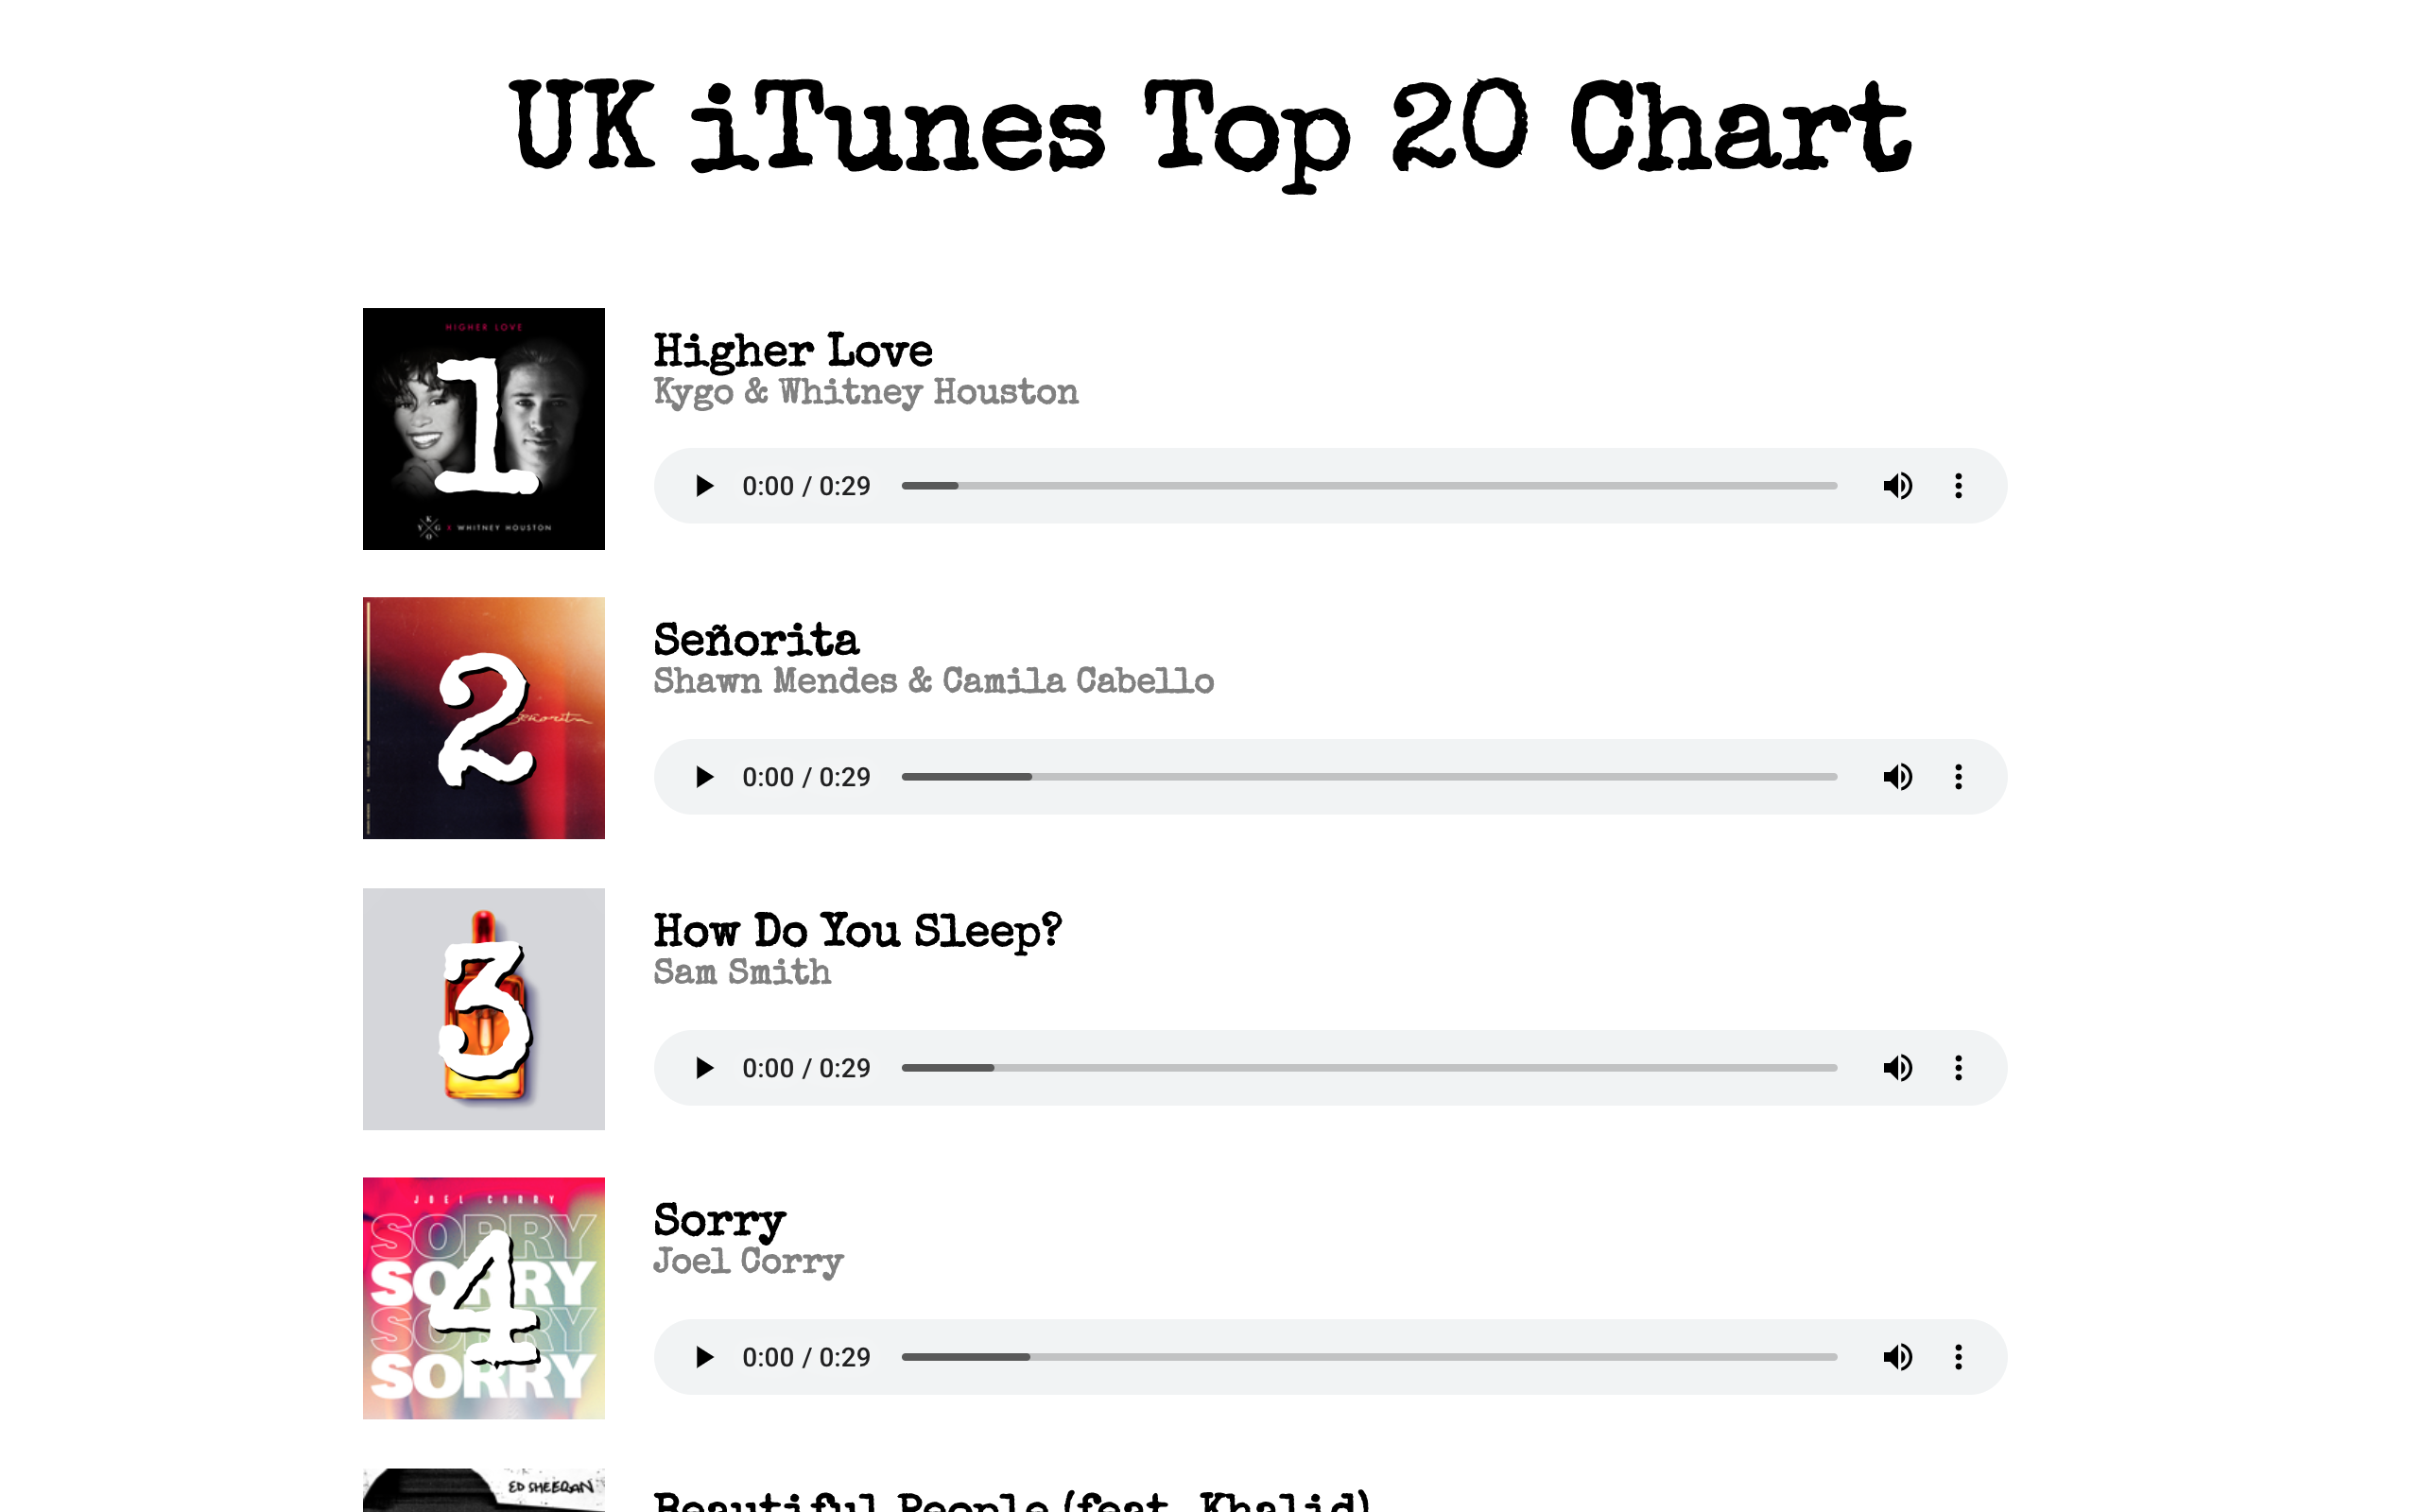 UK iTunes Top 20 Chart
HIGHER LOVE
1
KYGO X WHITNEY HOUSTON
Higher Love
Kygo & Whitney Houston
0:00 / 0:29
2
Señorita
Señorita
Shawn Mendes & Camila Cabello
0:00 / 0:29
3
How Do You Sleep?
Sam Smith
0:00 / 0:29
JOEL CORRY
SORRY
SORRY
SORRY
SORRY
4
Sorry
Joel Corry
0:00 / 0:29
ED SHEERAN
Beautiful People (feat. Khalid)